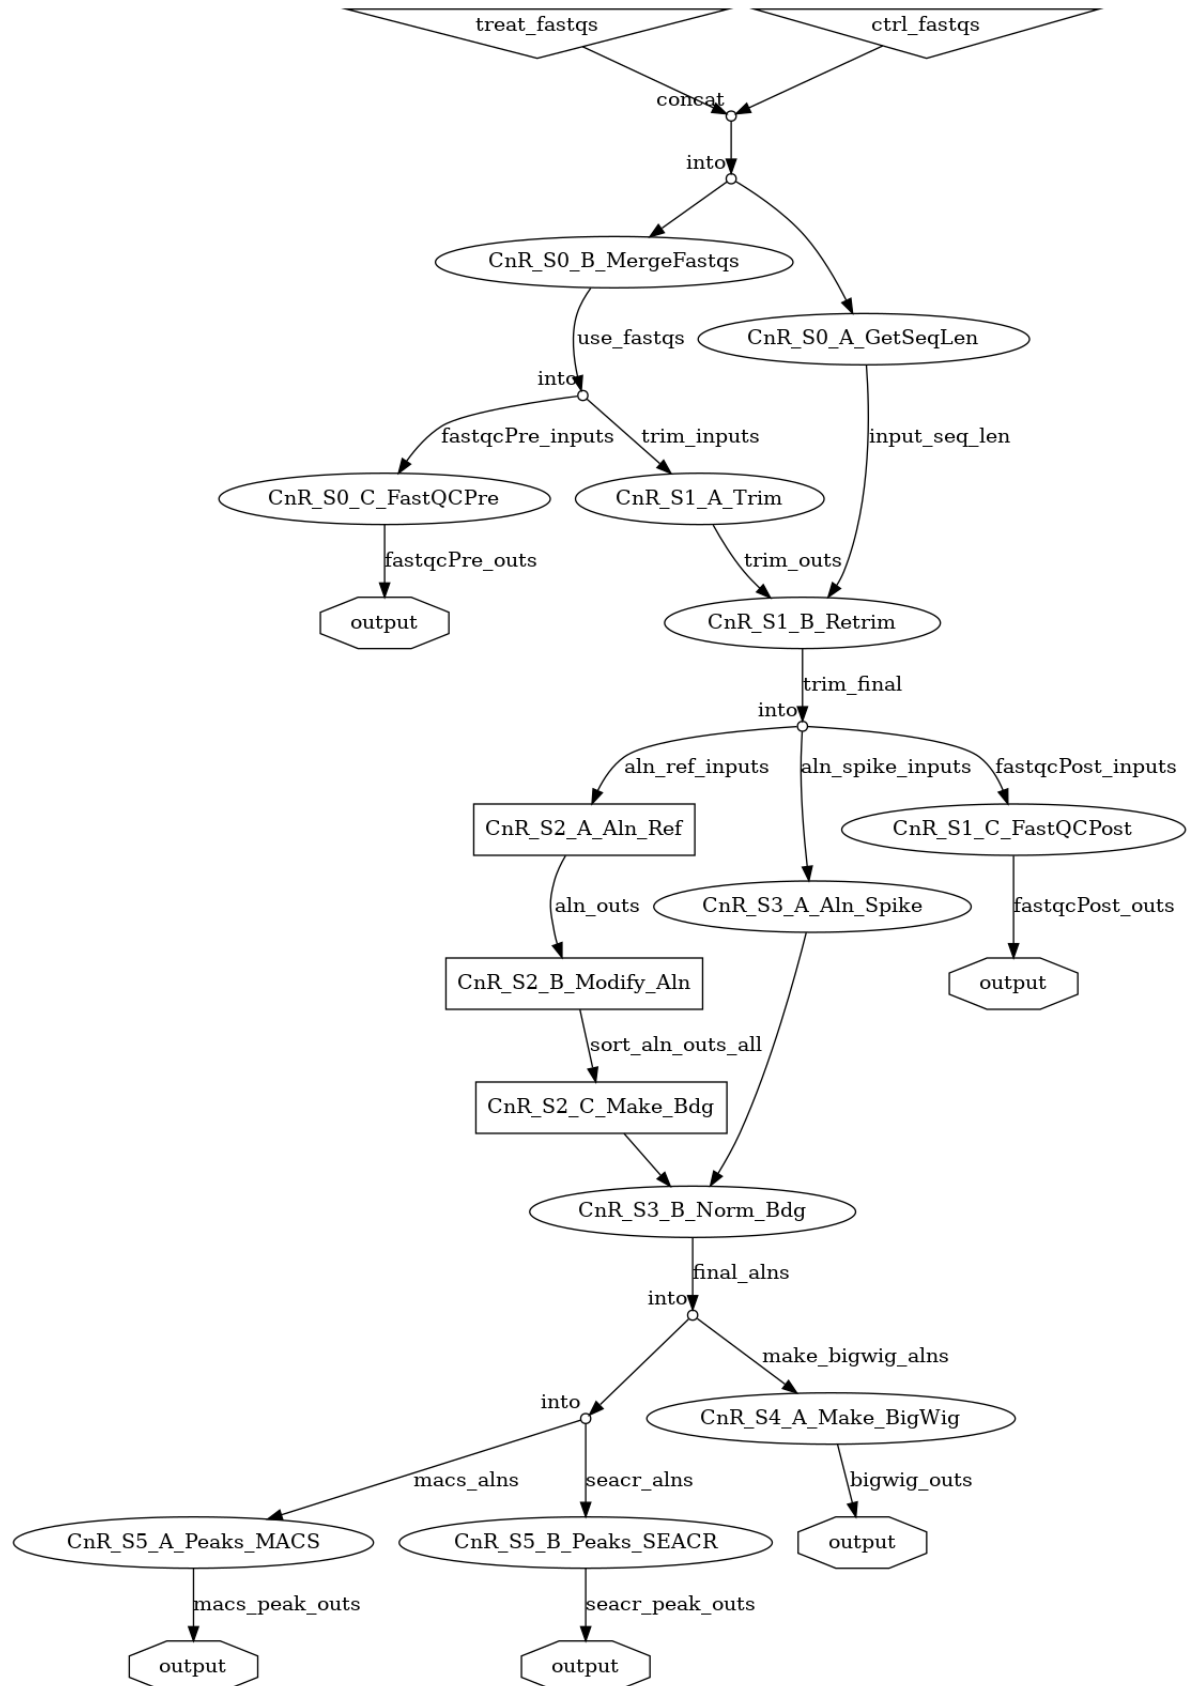 treat_fastqs
ctrl_fastqs
concat
into
CnR_S0_B_MergeFastqs
CnR_S0_A_GetSeqLen
use_fastqs
into
fastqcPre_inputs
trim_inputs
input_seq_len
CnR_S0_C_FastQCPre
CnR_S1_A_Trim
fastqcPre_outs
trim_outs
output
CnR_S1_B_Retrim
trim_final
into
aln_ref_inputs
aln_spike_inputs
fastqcPost_inputs
CnR_S2_A_Aln_Ref
CnR_S1_C_FastQCPost
aln_outs
CnR_S3_A_Aln_Spike
fastqcPost_outs
CnR_S2_B_Modify_Aln
output
sort_aln_outs_all
CnR_S2_C_Make_Bdg
CnR_S3_B_Norm_Bdg
final_alns
into
make_bigwig_alns
into
CnR_S4_A_Make_BigWig
macs_alns
seacr_alns
bigwig_outs
CnR_S5_A_Peaks_MACS
CnR_S5_B_Peaks_SEACR
output
macs_peak_outs
seacr_peak_outs
output
output